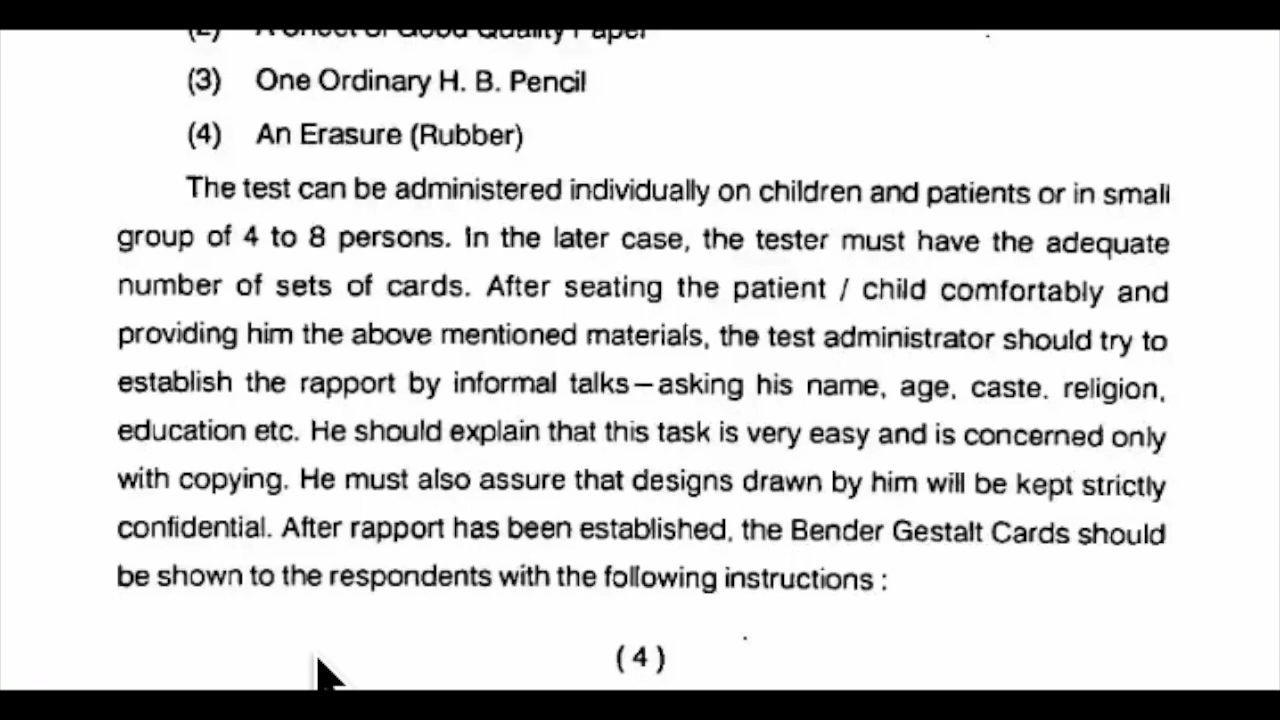 (2) A Sheet of Good Quality Paper
(3) One Ordinary H. B. Pencil
(4) An Erasure (Rubber)
The test can be administered individually on children and patients or in small
group of 4 to 8 persons. In the later case, the tester must have the adequate
number of sets of cards. After seating the patient / child comfortably and
providing him the above mentioned materials, the test administrator should try to
establish the rapport by informal talks—asking his name, age, caste. religion,
education etc. He should explain that this task is very easy and is concerned only
with copying. He must also assure that designs drawn by him will be kept strictly
confidential. After rapport has been established, the Bender Gestalt Cards should
be shown to the respondents with the following instructions :
(4)